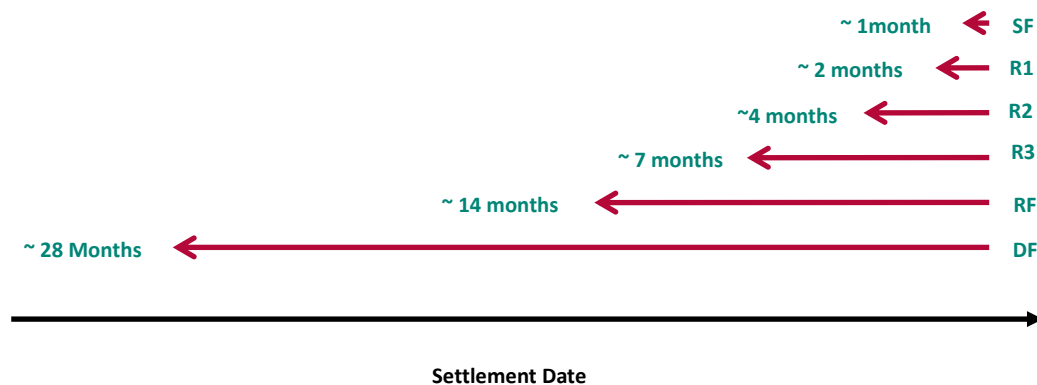 ~ 1month SF
~ 2 months R1
~4 months R2
~ 7 months R3
~ 14 months RF
~ 28 Months DF
Settlement Date